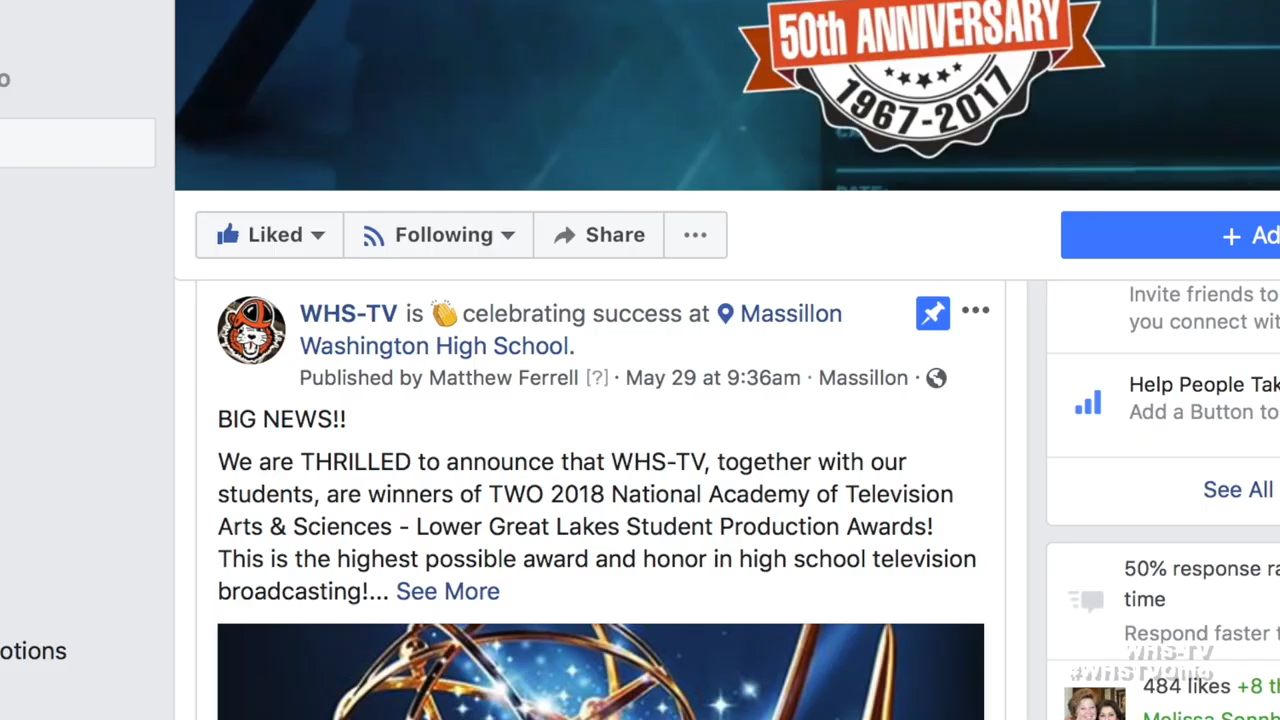 50th ANNIVERSARY
1967-2017
Liked
Following
Share
WHS-TV is 👏 celebrating success at Massillon
Washington High School.
Published by Matthew Ferrell [?] · May 29 at 9:36am · Massillon ·
BIG NEWS!!
We are THRILLED to announce that WHS-TV, together with our
students, are winners of TWO 2018 National Academy of Television
Arts & Sciences - Lower Great Lakes Student Production Awards!
This is the highest possible award and honor in high school television
broadcasting!... See More
otions
+ Ad
Invite friends to
you connect wit
Help People Tak
Add a Button to
See All
50% response ra
time
Respond faster t
WHS-TV
#WHSTVOhio
484 likes +8 th